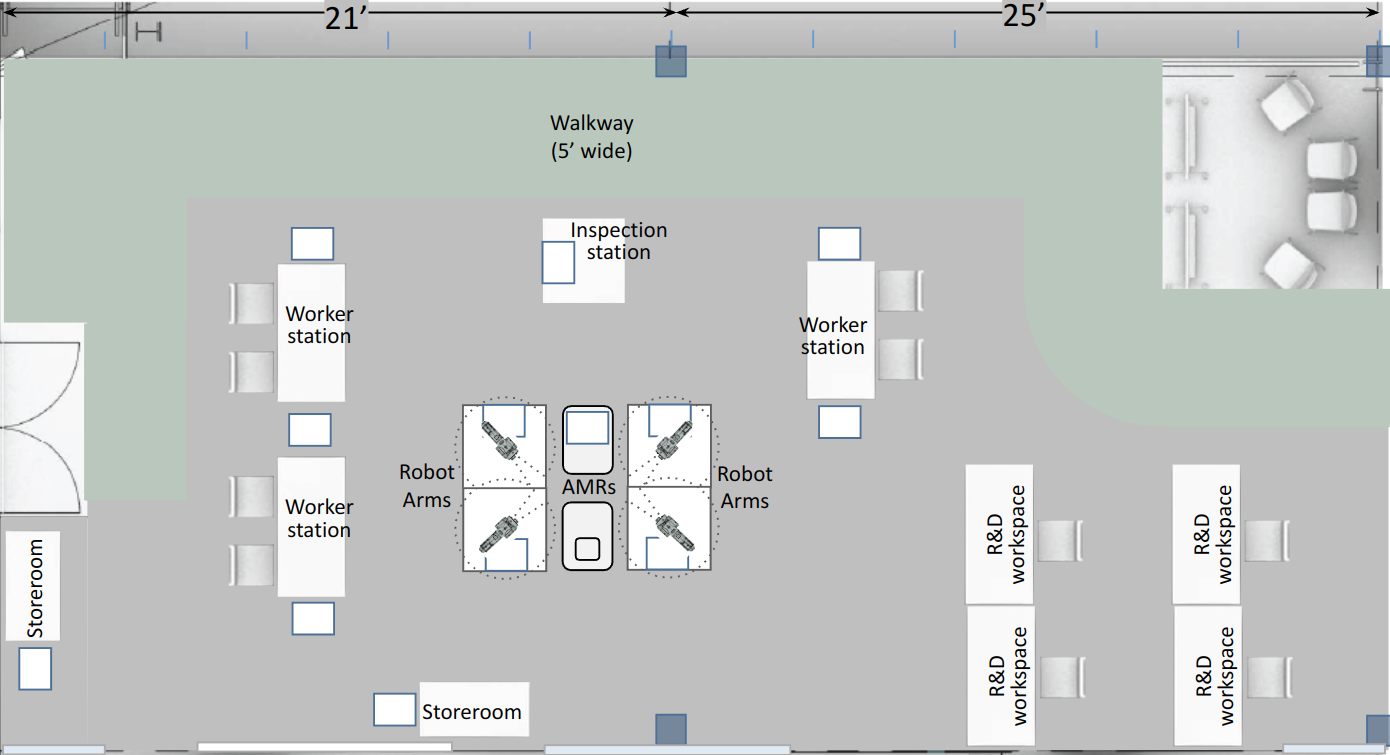 21’
25’
Walkway
(5’ wide)
Inspection
station
Worker
station
Worker
station
Robot
Arms
AMRs
Robot
Arms
Worker
station
R&D
workspace
R&D
workspace
Storeroom
R&D
workspace
R&D
workspace
Storeroom